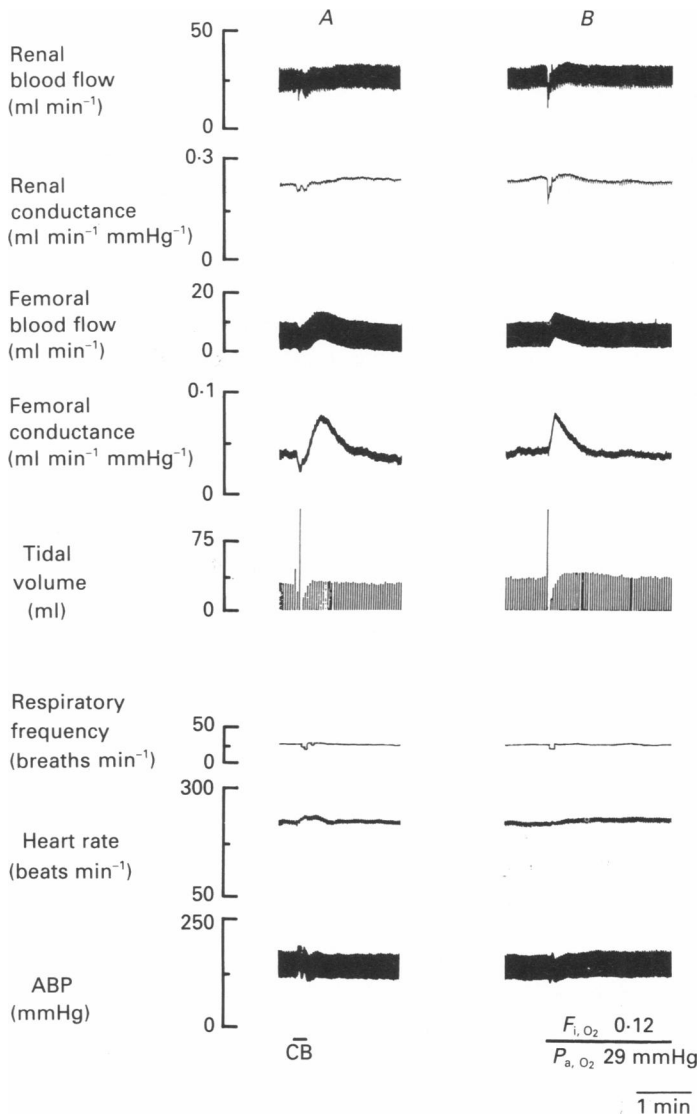 A B
Renal
blood flow
(ml min⁻¹)
50
0
Renal
conductance
(ml min⁻¹ mmHg⁻¹)
0·3
0
Femoral
blood flow
(ml min⁻¹)
20
0
Femoral
conductance
(ml min⁻¹ mmHg⁻¹)
0·1
0
Tidal
volume
(ml)
75
0
Respiratory
frequency
(breaths min⁻¹)
50
0
Heart rate
(beats min⁻¹)
300
50
ABP
(mmHg)
250
0
CB
Fi, O₂ 0·12
Pa, O₂ 29 mmHg
1 min